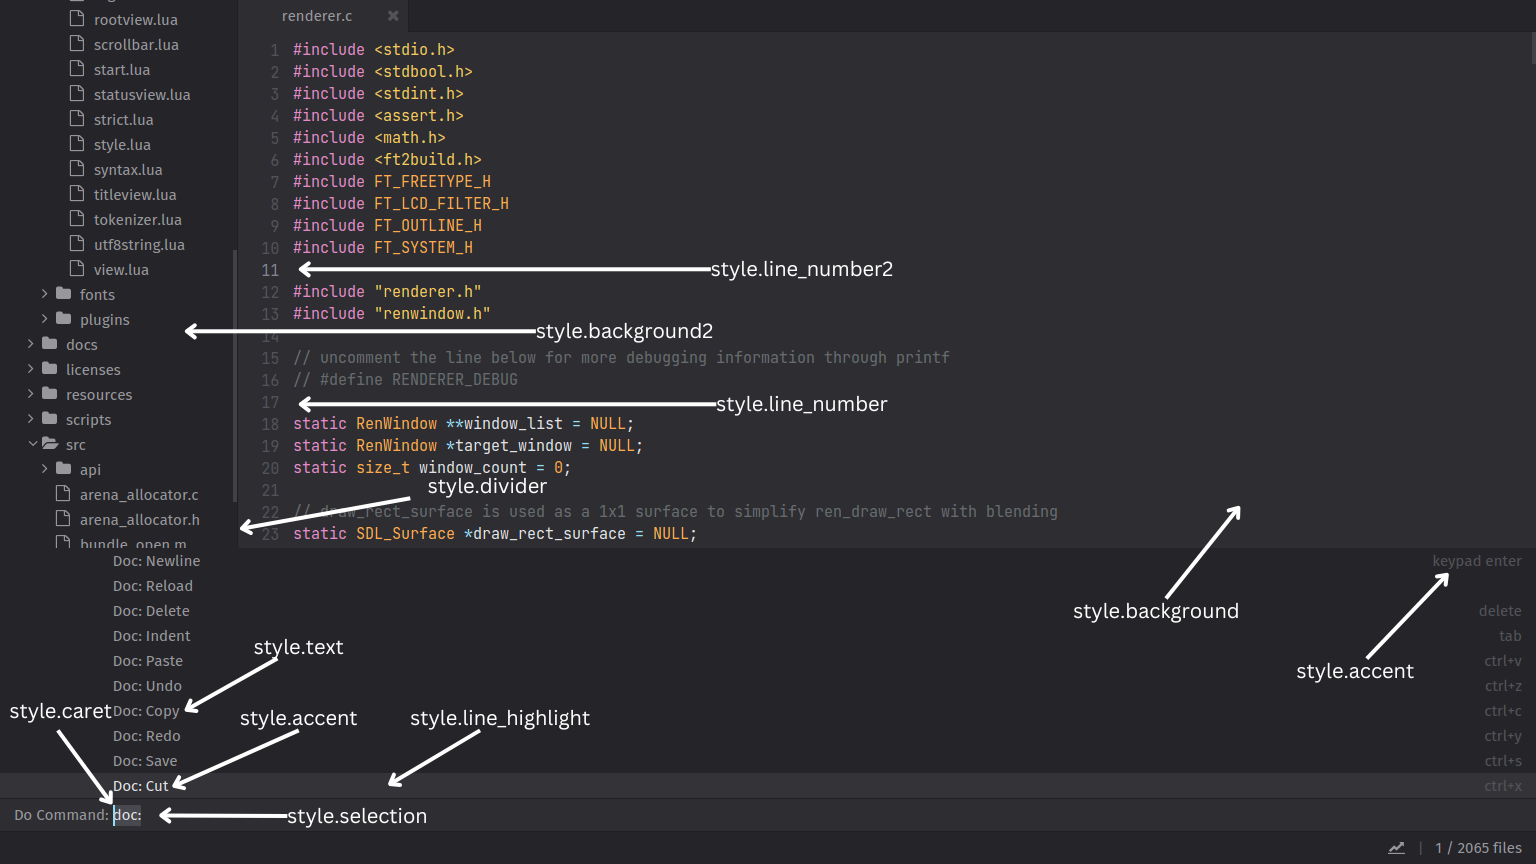 renderer.c
rootview.lua
scrollbar.lua
start.lua
statusview.lua
strict.lua
style.lua
syntax.lua
titleview.lua
tokenizer.lua
utf8string.lua
view.lua
fonts
plugins
docs
licenses
resources
scripts
src
api
arena_allocator.c
arena_allocator.h
bundle_open.m
1 #include <stdio.h>
2 #include <stdbool.h>
3 #include <stdint.h>
4 #include <assert.h>
5 #include <math.h>
6 #include <ft2build.h>
7 #include FT_FREETYPE_H
8 #include FT_LCD_FILTER_H
9 #include FT_OUTLINE_H
10 #include FT_SYSTEM_H
11
style.line_number2
12 #include "renderer.h"
13 #include "renwindow.h"
style.background2
14
15 // uncomment the line below for more debugging information through printf
16 // #define RENDERER_DEBUG
17
style.line_number
18 static RenWindow **window_list = NULL;
19 static RenWindow *target_window = NULL;
20 static size_t window_count = 0;
21
style.divider
22 // draw_rect_surface is used as a 1x1 surface to simplify ren_draw_rect with blending
23 static SDL_Surface *draw_rect_surface = NULL;
Doc: Newline keypad enter
Doc: Reload
Doc: Delete delete
style.background
Doc: Indent tab
style.text
Doc: Paste ctrl+v
style.accent
Doc: Undo ctrl+z
style.caret
Doc: Copy ctrl+c
style.accent
style.line_highlight
Doc: Redo ctrl+y
Doc: Save ctrl+s
Doc: Cut ctrl+x
Do Command: doc:
style.selection
1 / 2065 files